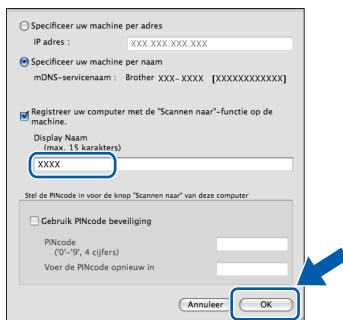 Specificeer uw machine per adres
IP adres : XXX.XXX.XXX.XXX
Specificeer uw machine per naam
mDNS-servicenaam : Brother XXX-XXXX [XXXXXXXXXXXX]
Registreer uw computer met de "Scannen naar"-functie op de
machine.
Display Naam
(max. 15 karakters)
XXXX
Stel de PINcode in voor de knop "Scannen naar" van deze computer
Gebruik PINcode beveiliging
PINcode
('0'-'9', 4 cijfers)
Voer de PINcode opnieuw in
Annuleer OK